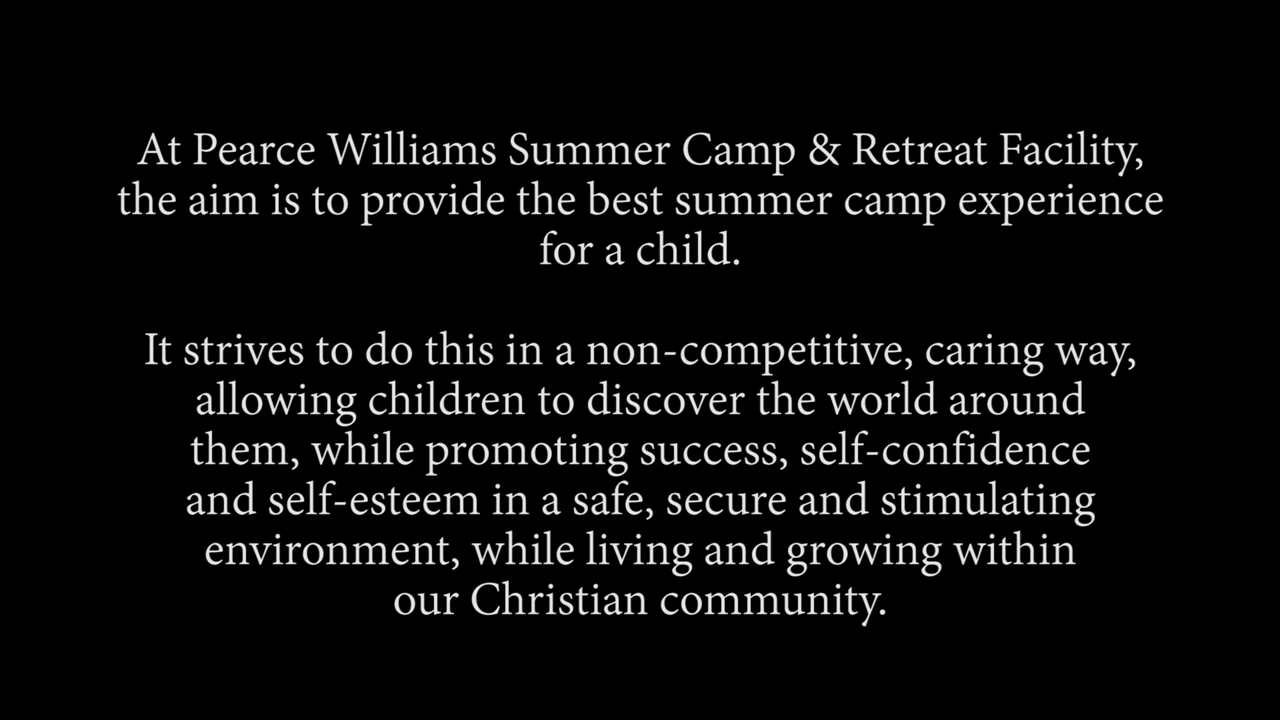 At Pearce Williams Summer Camp & Retreat Facility,
the aim is to provide the best summer camp experience
for a child.
It strives to do this in a non-competitive, caring way,
allowing children to discover the world around
them, while promoting success, self-confidence
and self-esteem in a safe, secure and stimulating
environment, while living and growing within
our Christian community.